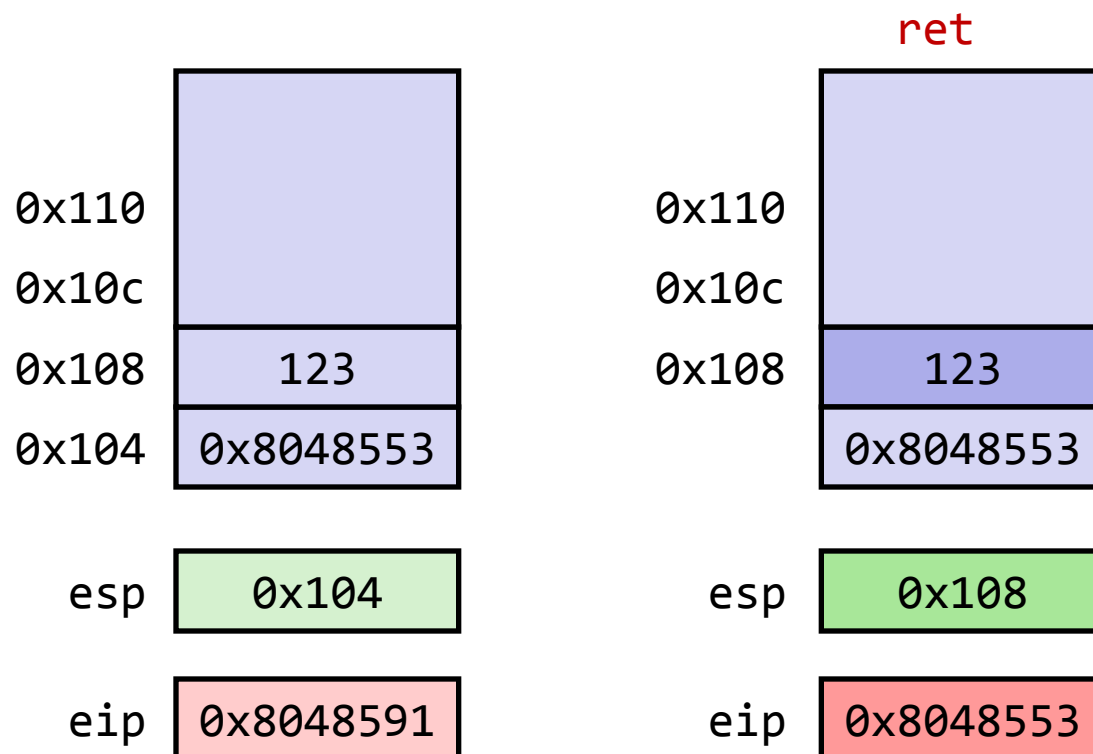 ret
0x110 0x110
0x10c 0x10c
0x108 123 0x108 123
0x104 0x8048553 0x8048553
esp 0x104 esp 0x108
eip 0x8048591 eip 0x8048553